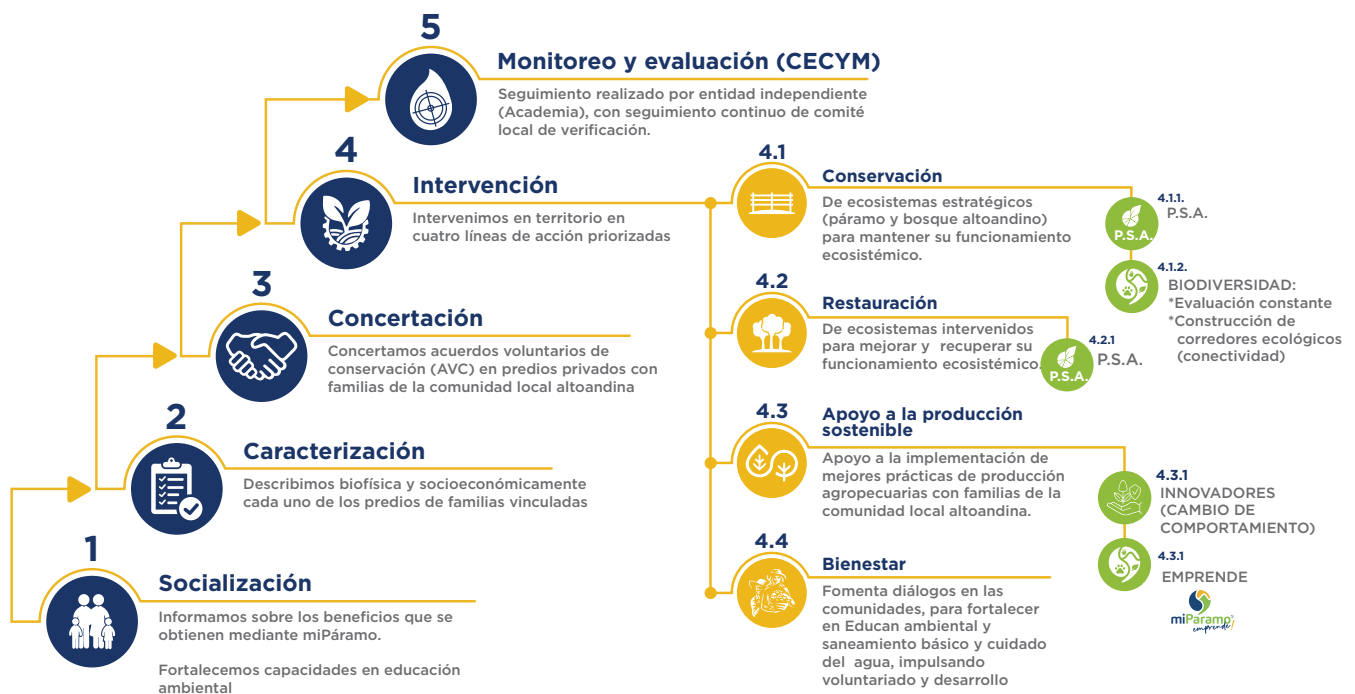 5
Monitoreo y evaluación (CECYM)
Seguimiento realizado por entidad independiente
(Academia), con seguimiento continuo de comité
local de verificación.
4
Intervención
Intervenimos en territorio en
cuatro líneas de acción priorizadas
3
Concertación
Concertamos acuerdos voluntarios de
conservación (AVC) en predios privados con
familias de la comunidad local altoandina
2
Caracterización
Describimos biofísica y socioeconómicamente
cada uno de los predios de familias vinculadas
1
Socialización
Informamos sobre los beneficios que se
obtienen mediante miPáramo.
Fortalecemos capacidades en educación
ambiental
4.1
Conservación
De ecosistemas estratégicos
(páramo y bosque altoandino)
para mantener su funcionamiento
ecosistémico.
4.1.1.
P.S.A.
P.S.A.
4.1.2.
BIODIVERSIDAD:
*Evaluación constante
*Construcción de
corredores ecológicos
(conectividad)
4.2
Restauración
De ecosistemas intervenidos
para mejorar y  recuperar su
funcionamiento ecosistémico.
4.2.1
P.S.A.
P.S.A.
4.3
Apoyo a la producción
sostenible
Apoyo a la implementación de
mejores prácticas de producción
agropecuarias con familias de la
comunidad local altoandina.
4.3.1
INNOVADORES
(CAMBIO DE
COMPORTAMIENTO)
4.3.1
EMPRENDE
miPáramo
emprende!
4.4
Bienestar
Fomenta diálogos en las
comunidades, para fortalecer
en Educan ambiental y
saneamiento básico y cuidado
del  agua, impulsando
voluntariado y desarrollo